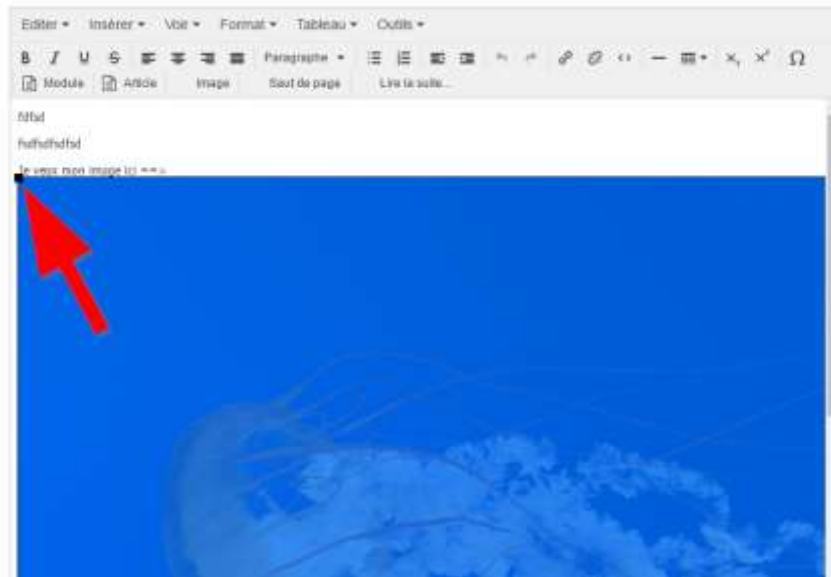 Editer Insérer Voir Format Tableau Outils
B I U S Paragraphe <> x, x² Ω
Module Article Image Saut de page Lire la suite...
fdfsd
fsdfsdfsdfsd
Je veux mon image ici ==>